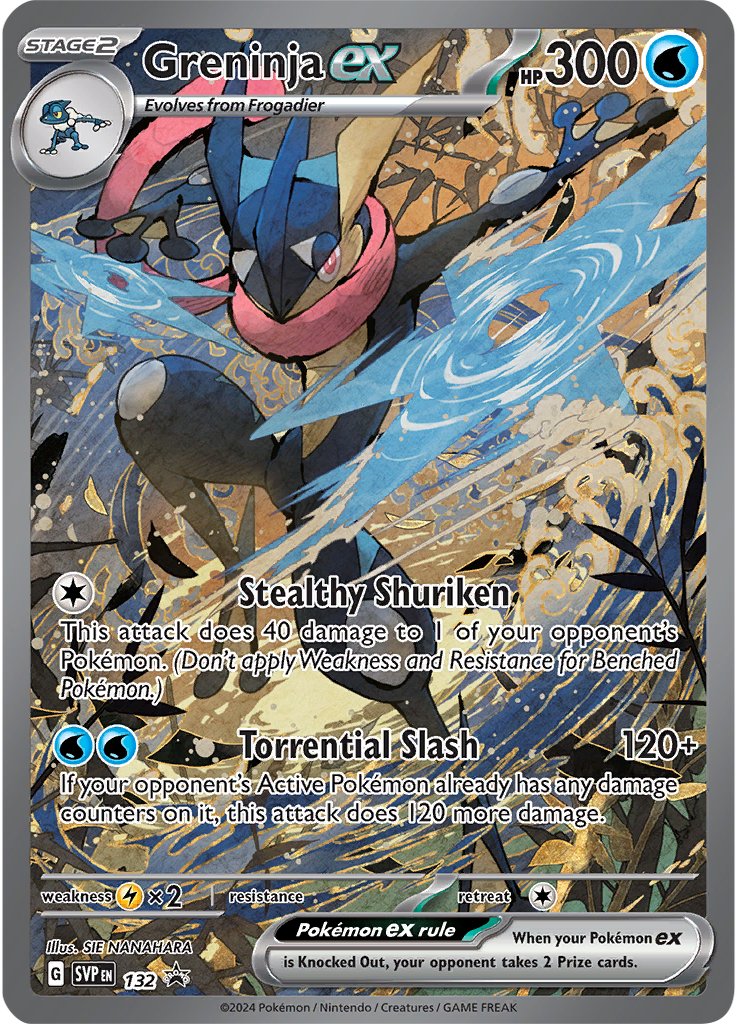 STAGE2
Greninja ex
HP300
Evolves from Frogadier
Stealthy Shuriken
This attack does 40 damage to 1 of your opponent's
Pokémon. (Don't apply Weakness and Resistance for Benched
Pokémon.)
Torrential Slash 120+
If your opponent's Active Pokémon already has any damage
counters on it, this attack does 120 more damage.
weakness ×2 resistance retreat
Illus. SIE NANAHARA
Pokémon ex rule
When your Pokémon ex
is Knocked Out, your opponent takes 2 Prize cards.
G SVP EN 132
©2024 Pokémon / Nintendo / Creatures / GAME FREAK